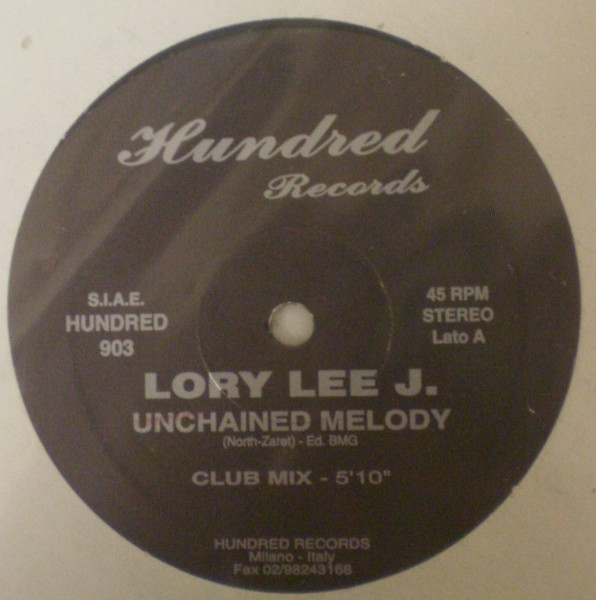 Hundred
Records
S.I.A.E.
HUNDRED
903
45 RPM
STEREO
Lato A
LORY LEE J.
UNCHAINED MELODY
(North-Zaret) - Ed. BMG
CLUB MIX - 5'10"
HUNDRED RECORDS
Milano - Italy
Fax 02/98243168